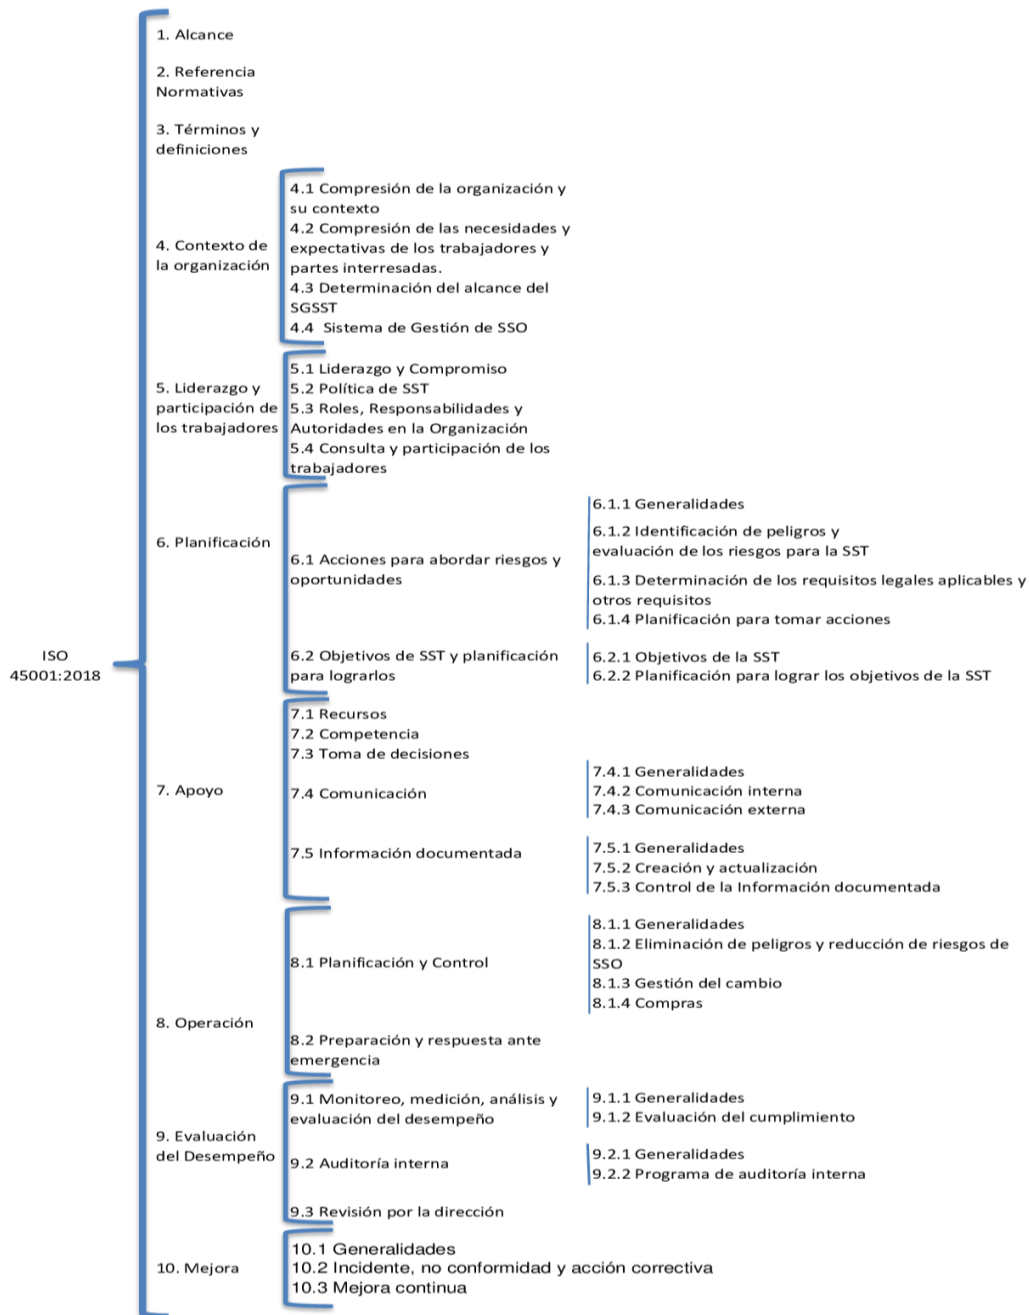 1. Alcance
2. Referencia
Normativas
3. Términos y
definiciones
4. Contexto de
la organización
4.1 Compresión de la organización y
su contexto
4.2 Compresión de las necesidades y
expectativas de los trabajadores y
partes interresadas.
4.3 Determinación del alcance del
SGSST
4.4 Sistema de Gestión de SSO
5. Liderazgo y
participación de
los trabajadores
5.1 Liderazgo y Compromiso
5.2 Política de SST
5.3 Roles, Responsabilidades y
Autoridades en la Organización
5.4 Consulta y participación de los
trabajadores
6. Planificación
6.1 Acciones para abordar riesgos y
oportunidades
6.1.1 Generalidades
6.1.2 Identificación de peligros y
evaluación de los riesgos para la SST
6.1.3 Determinación de los requisitos legales aplicables y
otros requisitos
6.1.4 Planificación para tomar acciones
6.2 Objetivos de SST y planificación
para lograrlos
6.2.1 Objetivos de la SST
6.2.2 Planificación para lograr los objetivos de la SST
ISO
45001:2018
7. Apoyo
7.1 Recursos
7.2 Competencia
7.3 Toma de decisiones
7.4 Comunicación
7.4.1 Generalidades
7.4.2 Comunicación interna
7.4.3 Comunicación externa
7.5 Información documentada
7.5.1 Generalidades
7.5.2 Creación y actualización
7.5.3 Control de la Información documentada
8. Operación
8.1 Planificación y Control
8.1.1 Generalidades
8.1.2 Eliminación de peligros y reducción de riesgos de
SSO
8.1.3 Gestión del cambio
8.1.4 Compras
8.2 Preparación y respuesta ante
emergencia
9. Evaluación
del Desempeño
9.1 Monitoreo, medición, análisis y
evaluación del desempeño
9.1.1 Generalidades
9.1.2 Evaluación del cumplimiento
9.2 Auditoría interna
9.2.1 Generalidades
9.2.2 Programa de auditoría interna
9.3 Revisión por la dirección
10. Mejora
10.1 Generalidades
10.2 Incidente, no conformidad y acción correctiva
10.3 Mejora continua